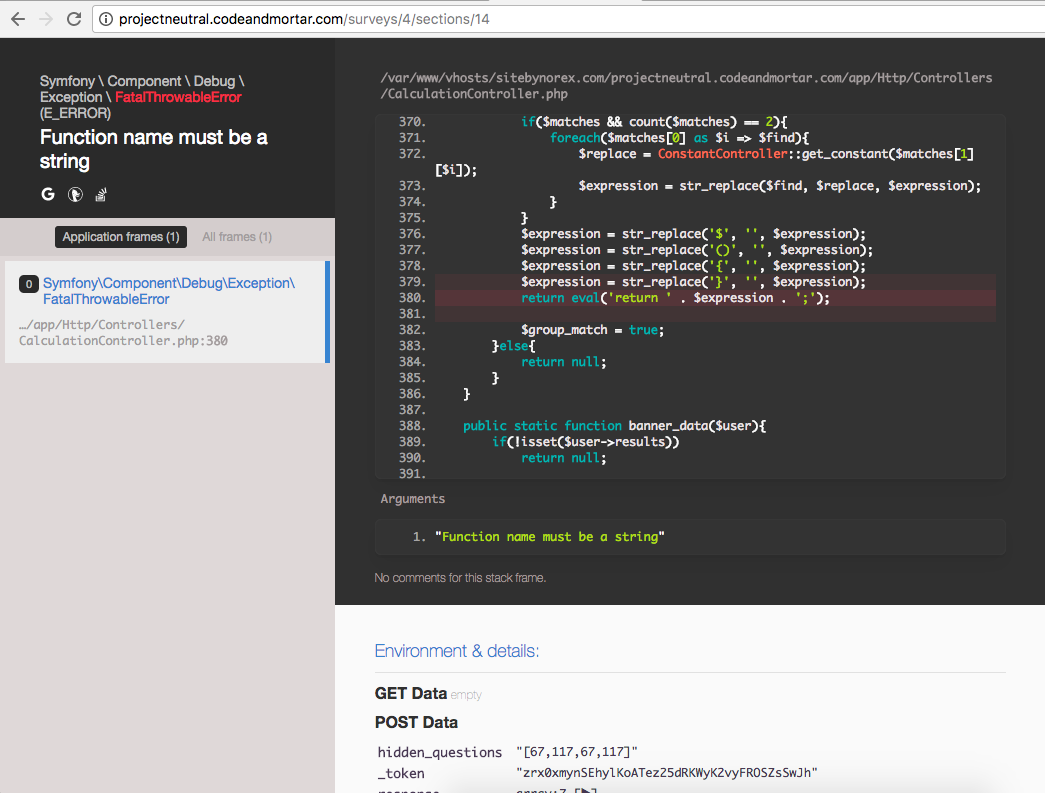 projectneutral.codeandmortar.com/surveys/4/sections/14
Symfony \ Component \ Debug \
Exception \ FatalThrowableError
(E_ERROR)
Function name must be a
string
G
Application frames (1) All frames (1)
0 Symfony\Component\Debug\Exception\
FatalThrowableError
…/app/Http/Controllers/
CalculationController.php:380
/var/www/vhosts/sitebynorex.com/projectneutral.codeandmortar.com/app/Http/Controllers
/CalculationController.php
370. if($matches && count($matches) == 2){
371. foreach($matches[0] as $i => $find){
372. $replace = ConstantController::get_constant($matches[1]
[$i]);
373. $expression = str_replace($find, $replace, $expression);
374. }
375. }
376. $expression = str_replace('$', '', $expression);
377. $expression = str_replace('()', '', $expression);
378. $expression = str_replace('{', '', $expression);
379. $expression = str_replace('}', '', $expression);
380. return eval('return ' . $expression . ';');
381.
382. $group_match = true;
383. }else{
384. return null;
385. }
386. }
387.
388. public static function banner_data($user){
389. if(!isset($user->results))
390. return null;
391.
Arguments
1. "Function name must be a string"
No comments for this stack frame.
Environment & details:
GET Data empty
POST Data
hidden_questions "[67,117,67,117]"
_token "zrx0xmynSEhylKoATez25dRKWyK2vyFROSZsSwJh"
response array:7 [▶]